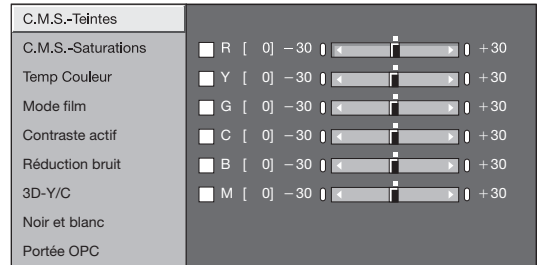 C.M.S.-Teintes
C.M.S.-Saturations
Temp Couleur
Mode film
Contraste actif
Réduction bruit
3D-Y/C
Noir et blanc
Portée OPC
R [ 0] −30 +30
Y [ 0] −30 +30
G [ 0] −30 +30
C [ 0] −30 +30
B [ 0] −30 +30
M [ 0] −30 +30